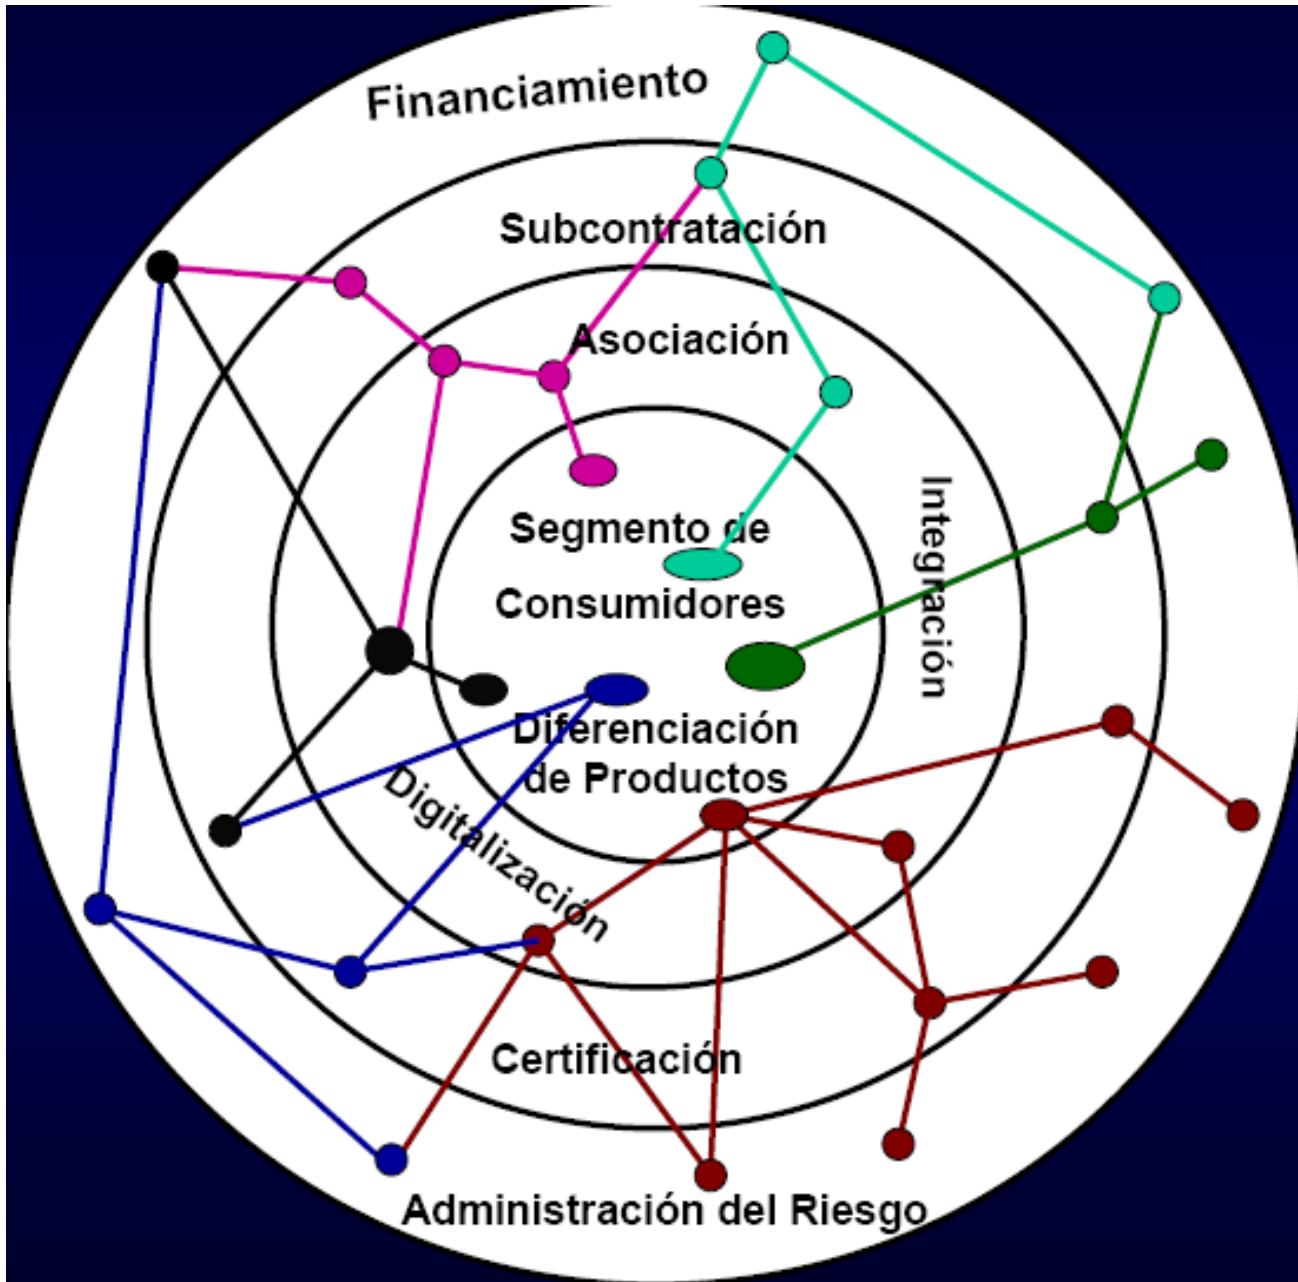 Financiamiento
Subcontratación
Asociación
Integración
Segmento de
Consumidores
Diferenciación
de Productos
Digitalización
Certificación
Administración del Riesgo